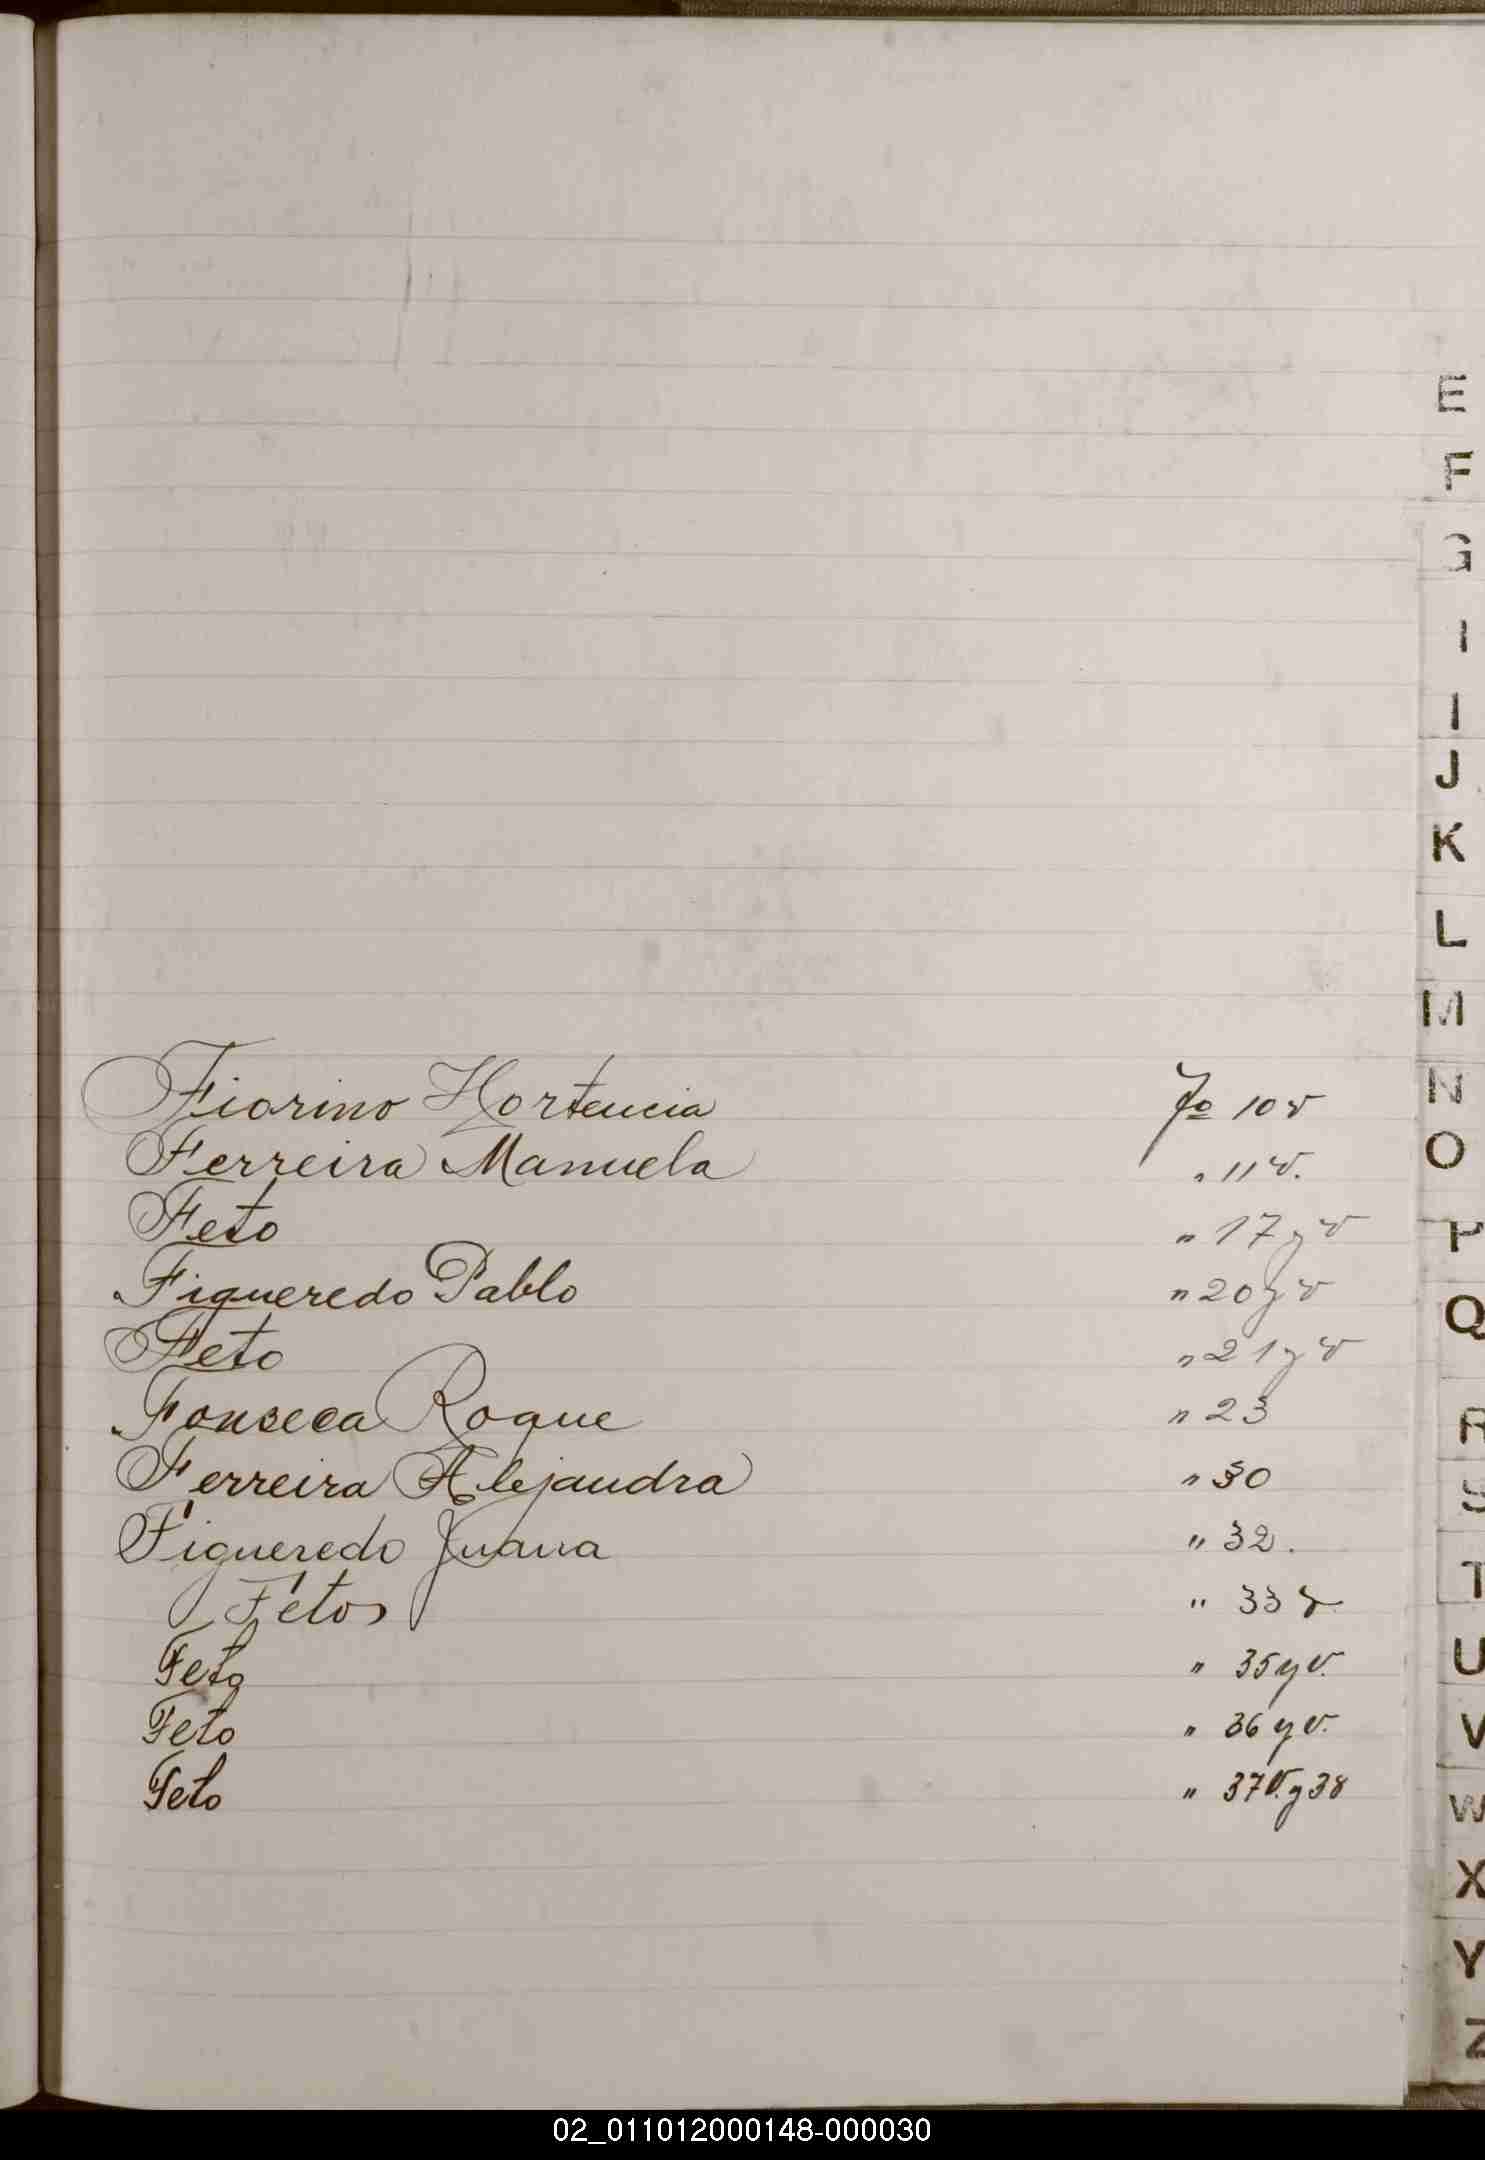 Fiorino Hortencia Fo 10 v
Ferreira Manuela " 11 v.
Feto " 17 y v
Figueredo Pablo " 20 y v
Feto " 21 y v
Fonseca Roque " 23
Ferreira Alejandra " 30
Figueredo Juana " 32.
Fetos " 33 v
Feto " 35 y v.
Feto " 36 y v.
Feto " 37 v. y 38
E
F
G
I
I
J
K
L
M
N
O
P
Q
R
S
T
U
V
W
X
Y
Z
02_011012000148-000030